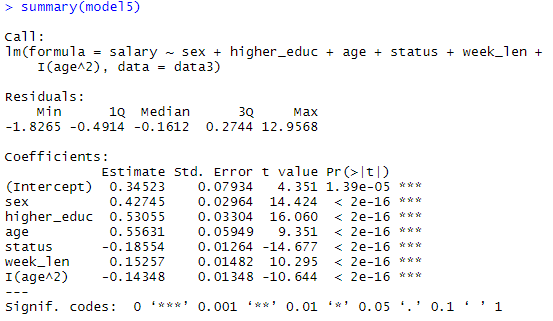 > summary(model5)
Call:
lm(formula = salary ~ sex + higher_educ + age + status + week_len +
    I(age^2), data = data3)
Residuals:
    Min      1Q  Median      3Q     Max
-1.8265 -0.4914 -0.1612  0.2744 12.9568
Coefficients:
            Estimate Std. Error t value Pr(>|t|)
(Intercept)  0.34523    0.07934   4.351 1.39e-05 ***
sex          0.42745    0.02964  14.424  < 2e-16 ***
higher_educ  0.53055    0.03304  16.060  < 2e-16 ***
age          0.55631    0.05949   9.351  < 2e-16 ***
status      -0.18554    0.01264 -14.677  < 2e-16 ***
week_len     0.15257    0.01482  10.295  < 2e-16 ***
I(age^2)    -0.14348    0.01348 -10.644  < 2e-16 ***
---
Signif. codes:  0 ‘***’ 0.001 ‘**’ 0.01 ‘*’ 0.05 ‘.’ 0.1 ‘ ’ 1